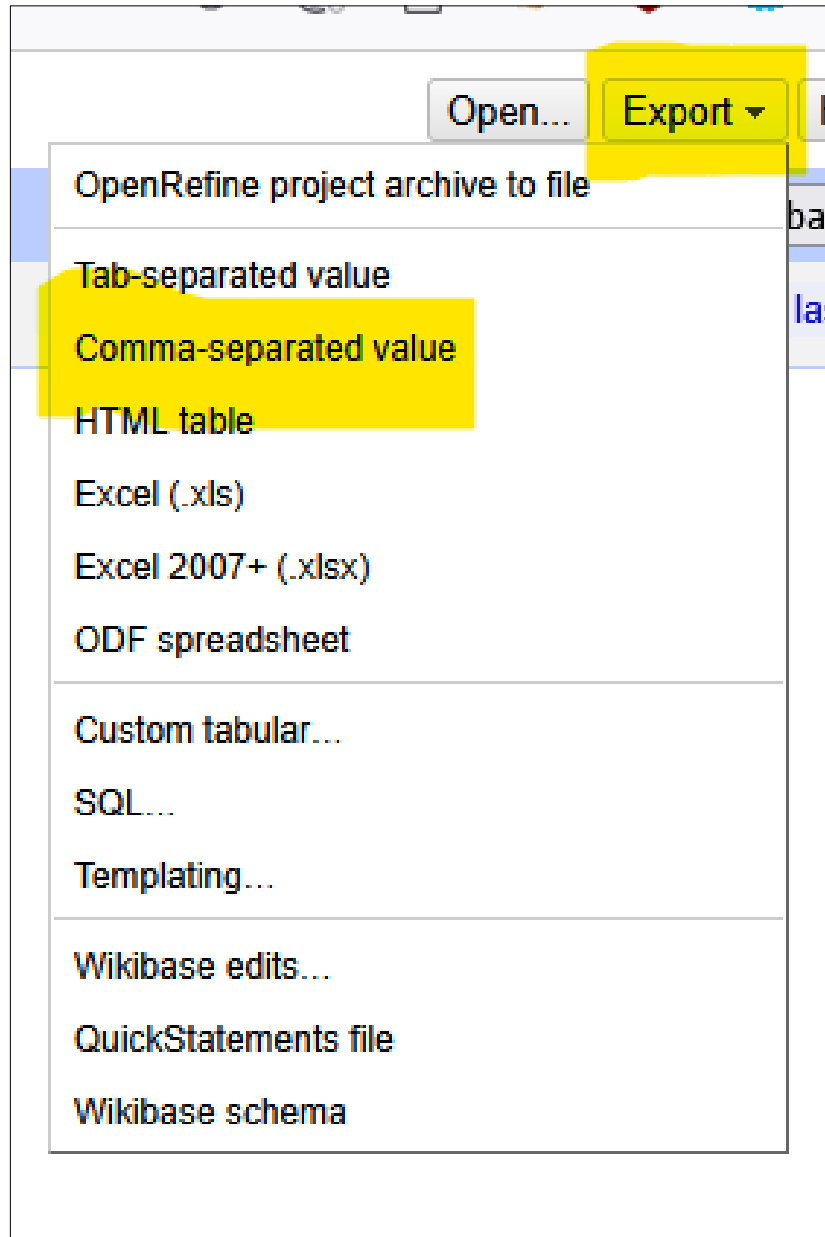 Open... Export
OpenRefine project archive to file
Tab-separated value
Comma-separated value
HTML table
Excel (.xls)
Excel 2007+ (.xlsx)
ODF spreadsheet
Custom tabular...
SQL...
Templating...
Wikibase edits...
QuickStatements file
Wikibase schema